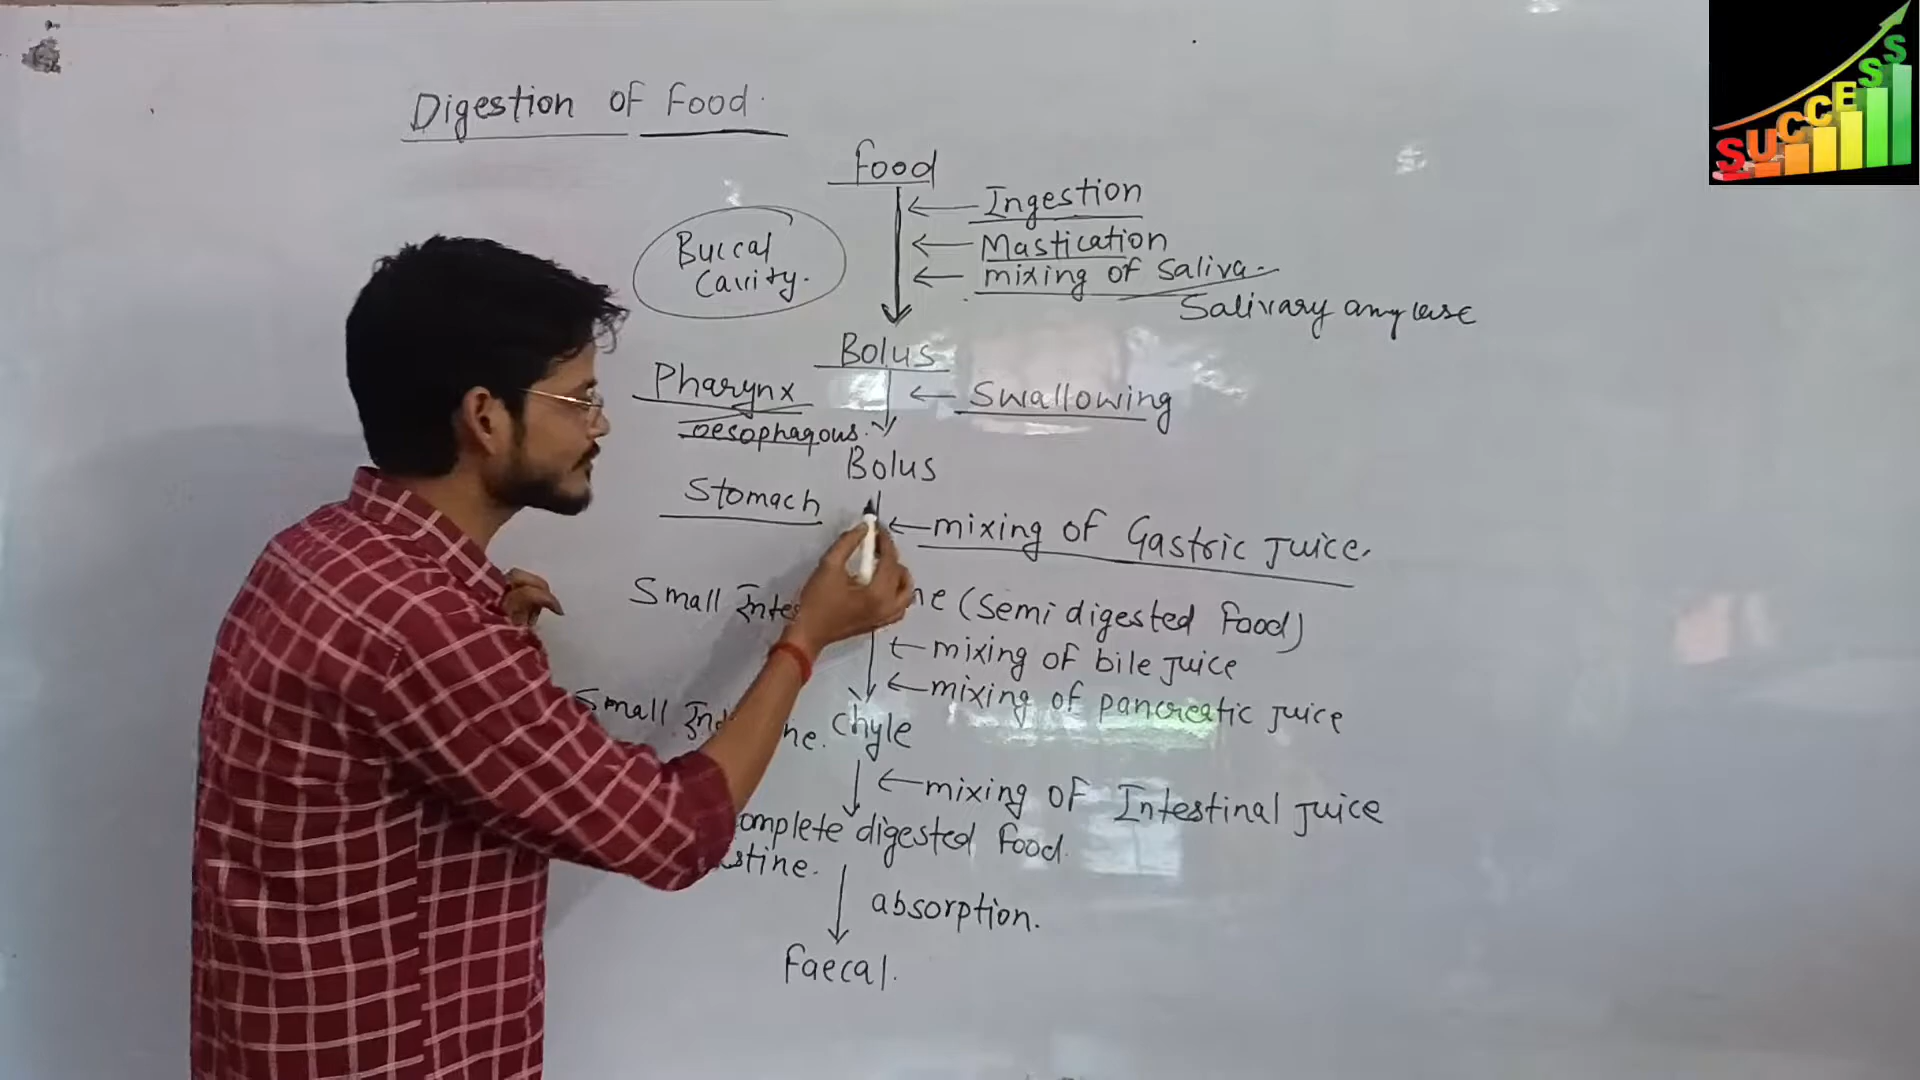 SUCCESS
Digestion of Food.
Food
Ingestion
Mastication
Buccal
Cavity.
mixing of Saliva
Salivary amylase
Bolus
Pharynx
Swallowing
oesophagous.
Bolus
Stomach
mixing of Gastric Juice.
Small
(Semi digested Food)
mixing of bile Juice
mixing of pancreatic Juice
Small
Chyle
mixing of Intestinal Juice
digested Food.
absorption.
Faecal.